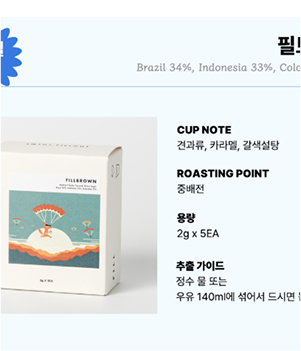 필브
Brazil 34%, Indonesia 33%, Colo
FILLBROWN
CUP NOTE
견과류, 카라멜, 갈색설탕
ROASTING POINT
중배전
용량
2g x 5EA
추출 가이드
정수 물 또는
우유 140ml에 섞어서 드시면